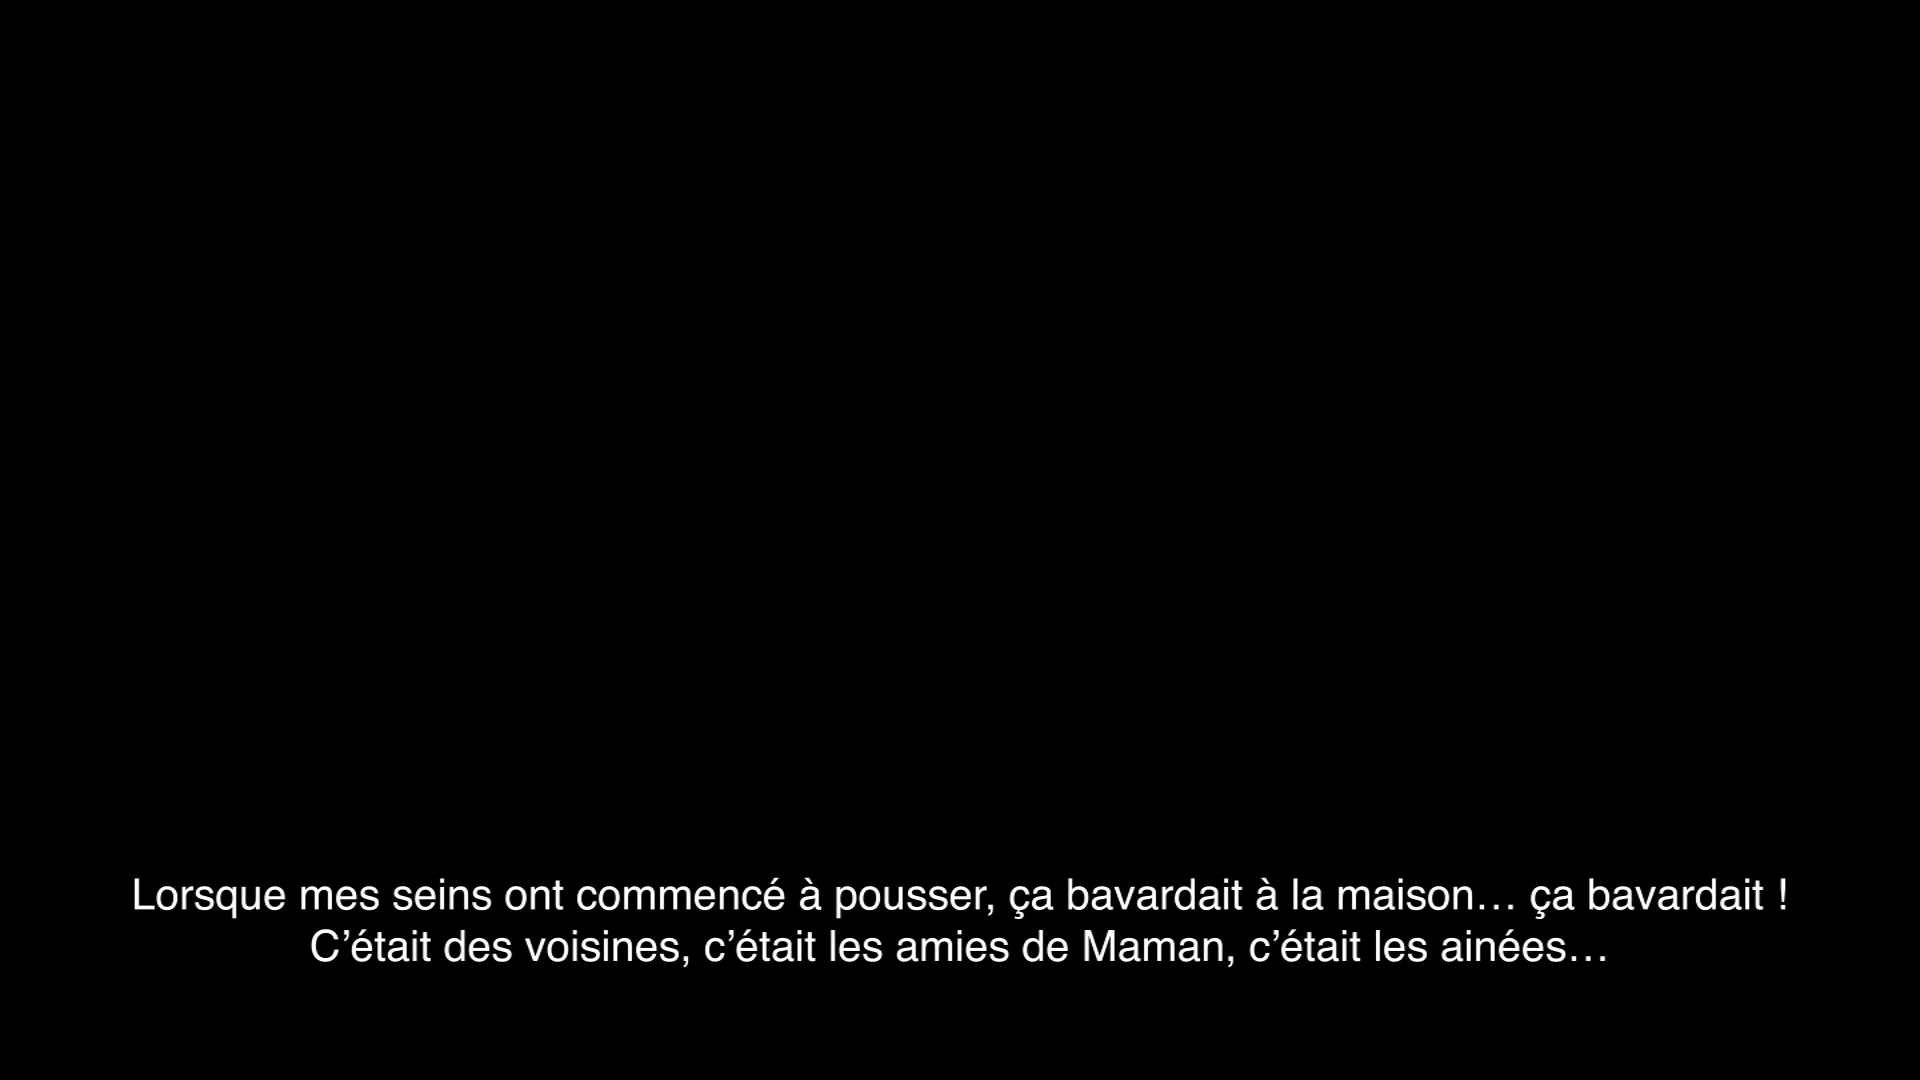 Lorsque mes seins ont commencé à pousser, ça bavardait à la maison… ça bavardait !
C’était des voisines, c’était les amies de Maman, c’était les ainées…